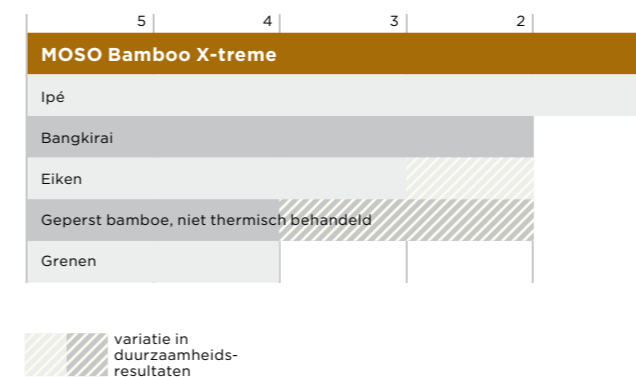 5 4 3 2
MOSO Bamboo X-treme
Ipé
Bangkirai
Eiken
Geperst bamboe, niet thermisch behandeld
Grenen
variatie in
duurzaamheids-
resultaten